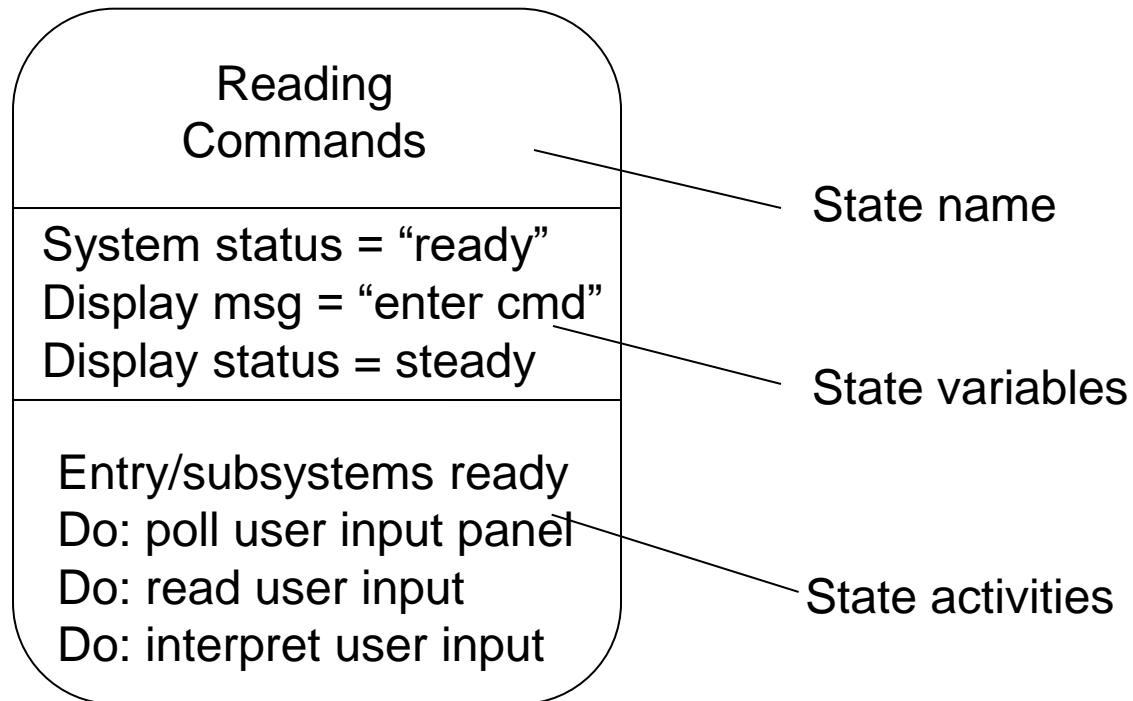 Reading
Commands
State name
System status = “ready”
Display msg = “enter cmd”
Display status = steady
State variables
Entry/subsystems ready
Do: poll user input panel
Do: read user input
Do: interpret user input
State activities